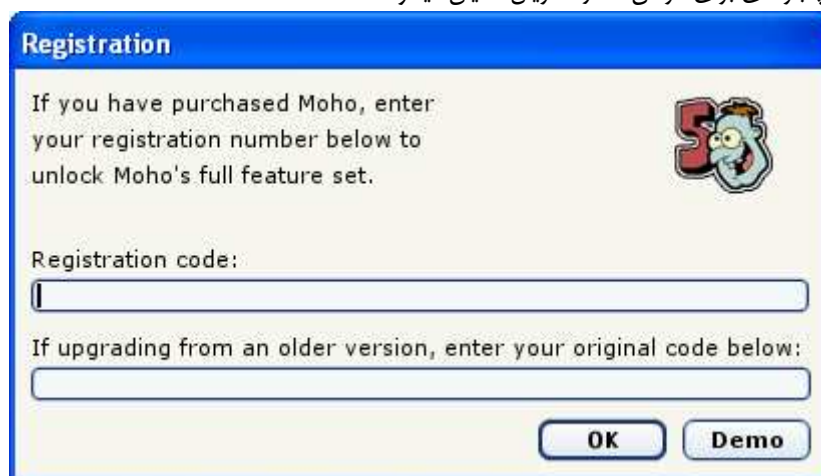 Registration
If you have purchased Moho, enter
your registration number below to
unlock Moho's full feature set.
5
Registration code:
If upgrading from an older version, enter your original code below:
OK Demo